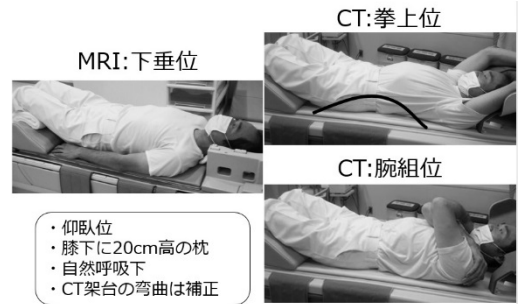 MRI:下垂位
CT:拳上位
CT:腕組位
・仰臥位
・膝下に20cm高の枕
・自然呼吸下
・CT架台の弯曲は補正